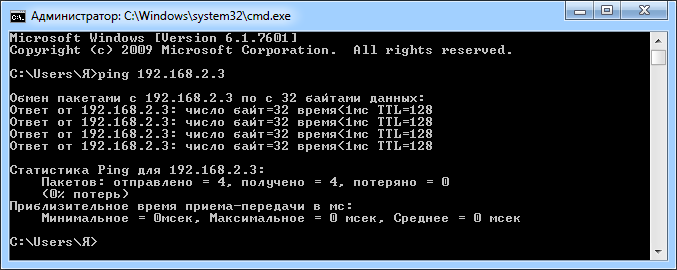 Администратор: C:\Windows\system32\cmd.exe
Microsoft Windows [Version 6.1.7601]
Copyright (c) 2009 Microsoft Corporation.  All rights reserved.
C:\Users\Я>ping 192.168.2.3
Обмен пакетами с 192.168.2.3 по с 32 байтами данных:
Ответ от 192.168.2.3: число байт=32 время<1мс TTL=128
Ответ от 192.168.2.3: число байт=32 время<1мс TTL=128
Ответ от 192.168.2.3: число байт=32 время<1мс TTL=128
Ответ от 192.168.2.3: число байт=32 время<1мс TTL=128
Статистика Ping для 192.168.2.3:
    Пакетов: отправлено = 4, получено = 4, потеряно = 0
    (0% потерь)
Приблизительное время приема-передачи в мс:
    Минимальное = 0мсек, Максимальное = 0 мсек, Среднее = 0 мсек
C:\Users\Я>